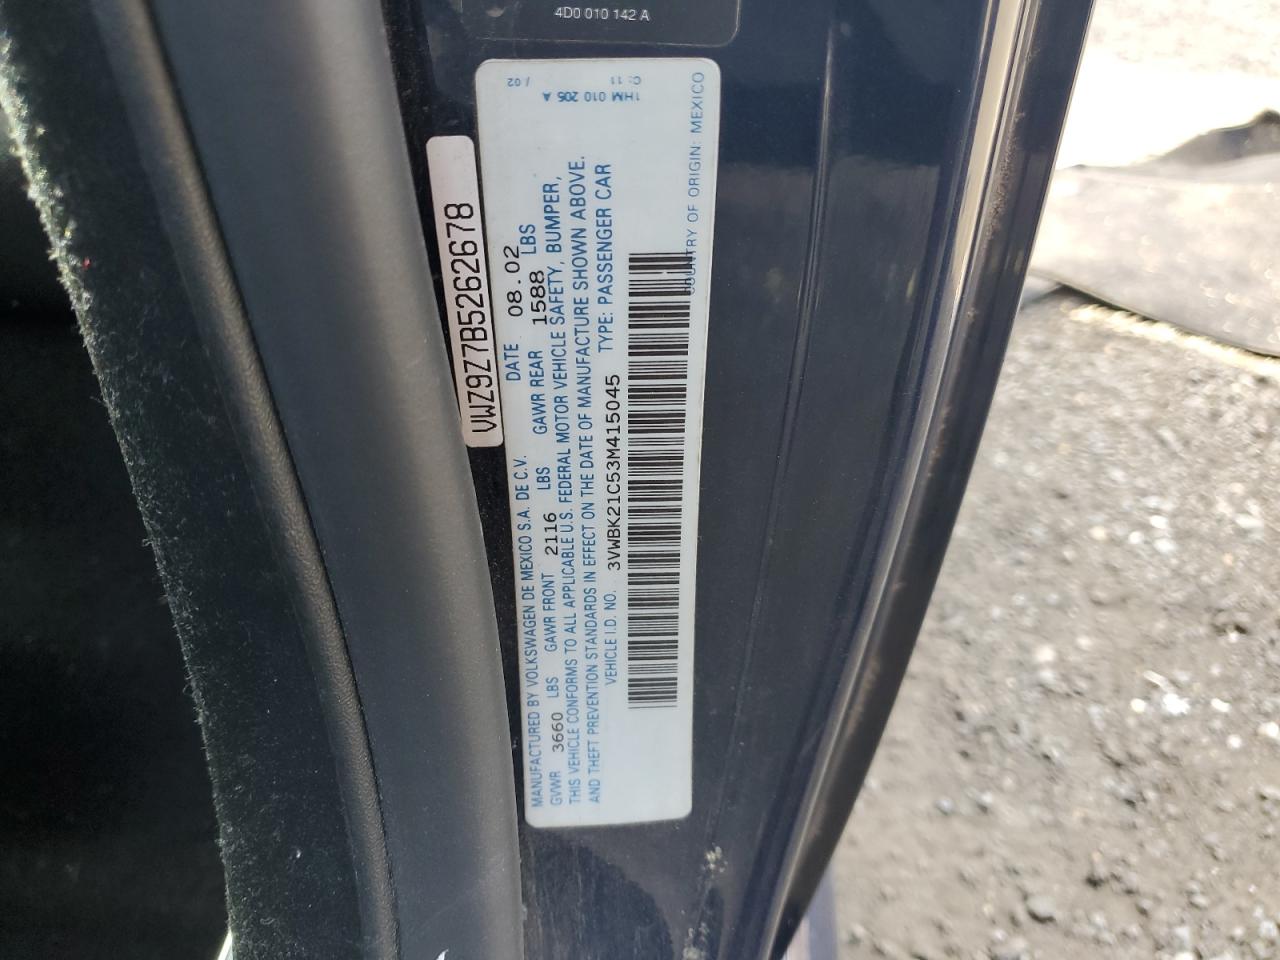 4D0 010 142 A
VWZ9Z7B5262678
1HM 010 205 A
/ 02
MANUFACTURED BY VOLKSWAGEN DE MEXICO S.A. DE C.V. DATE 08.02
GVWR 3660 LBS GAWR FRONT 2116 LBS GAWR REAR 1588 LBS
THIS VEHICLE CONFORMS TO ALL APPLICABLE U.S. FEDERAL MOTOR VEHICLE SAFETY, BUMPER,
AND THEFT PREVENTION STANDARDS IN EFFECT ON THE DATE OF MANUFACTURE SHOWN ABOVE.
VEHICLE I.D. NO. 3VWBK21C53M415045 TYPE: PASSENGER CAR
COUNTRY OF ORIGIN: MEXICO